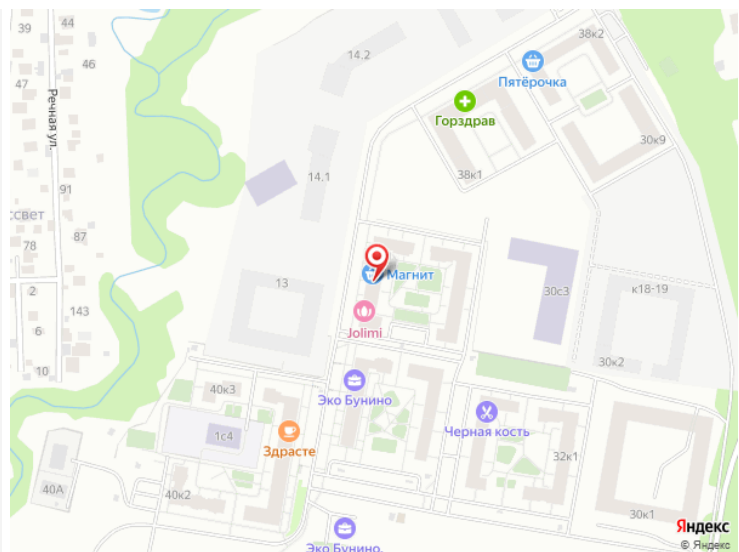 44
14.2
38к2
46
Пятёрочка
47
Горздрав
Речная ул.
30к9
14.1
38к1
91
ссвет
78
87
Магнит
13
2
30с3
к18-19
143
Jolimi
6
30к2
10
Эко Бунино
40к3
Черная кость
1с4
Здрасте
32к1
40А
40к2
30к1
Эко Бунино,
Яндекс
© Яндекс